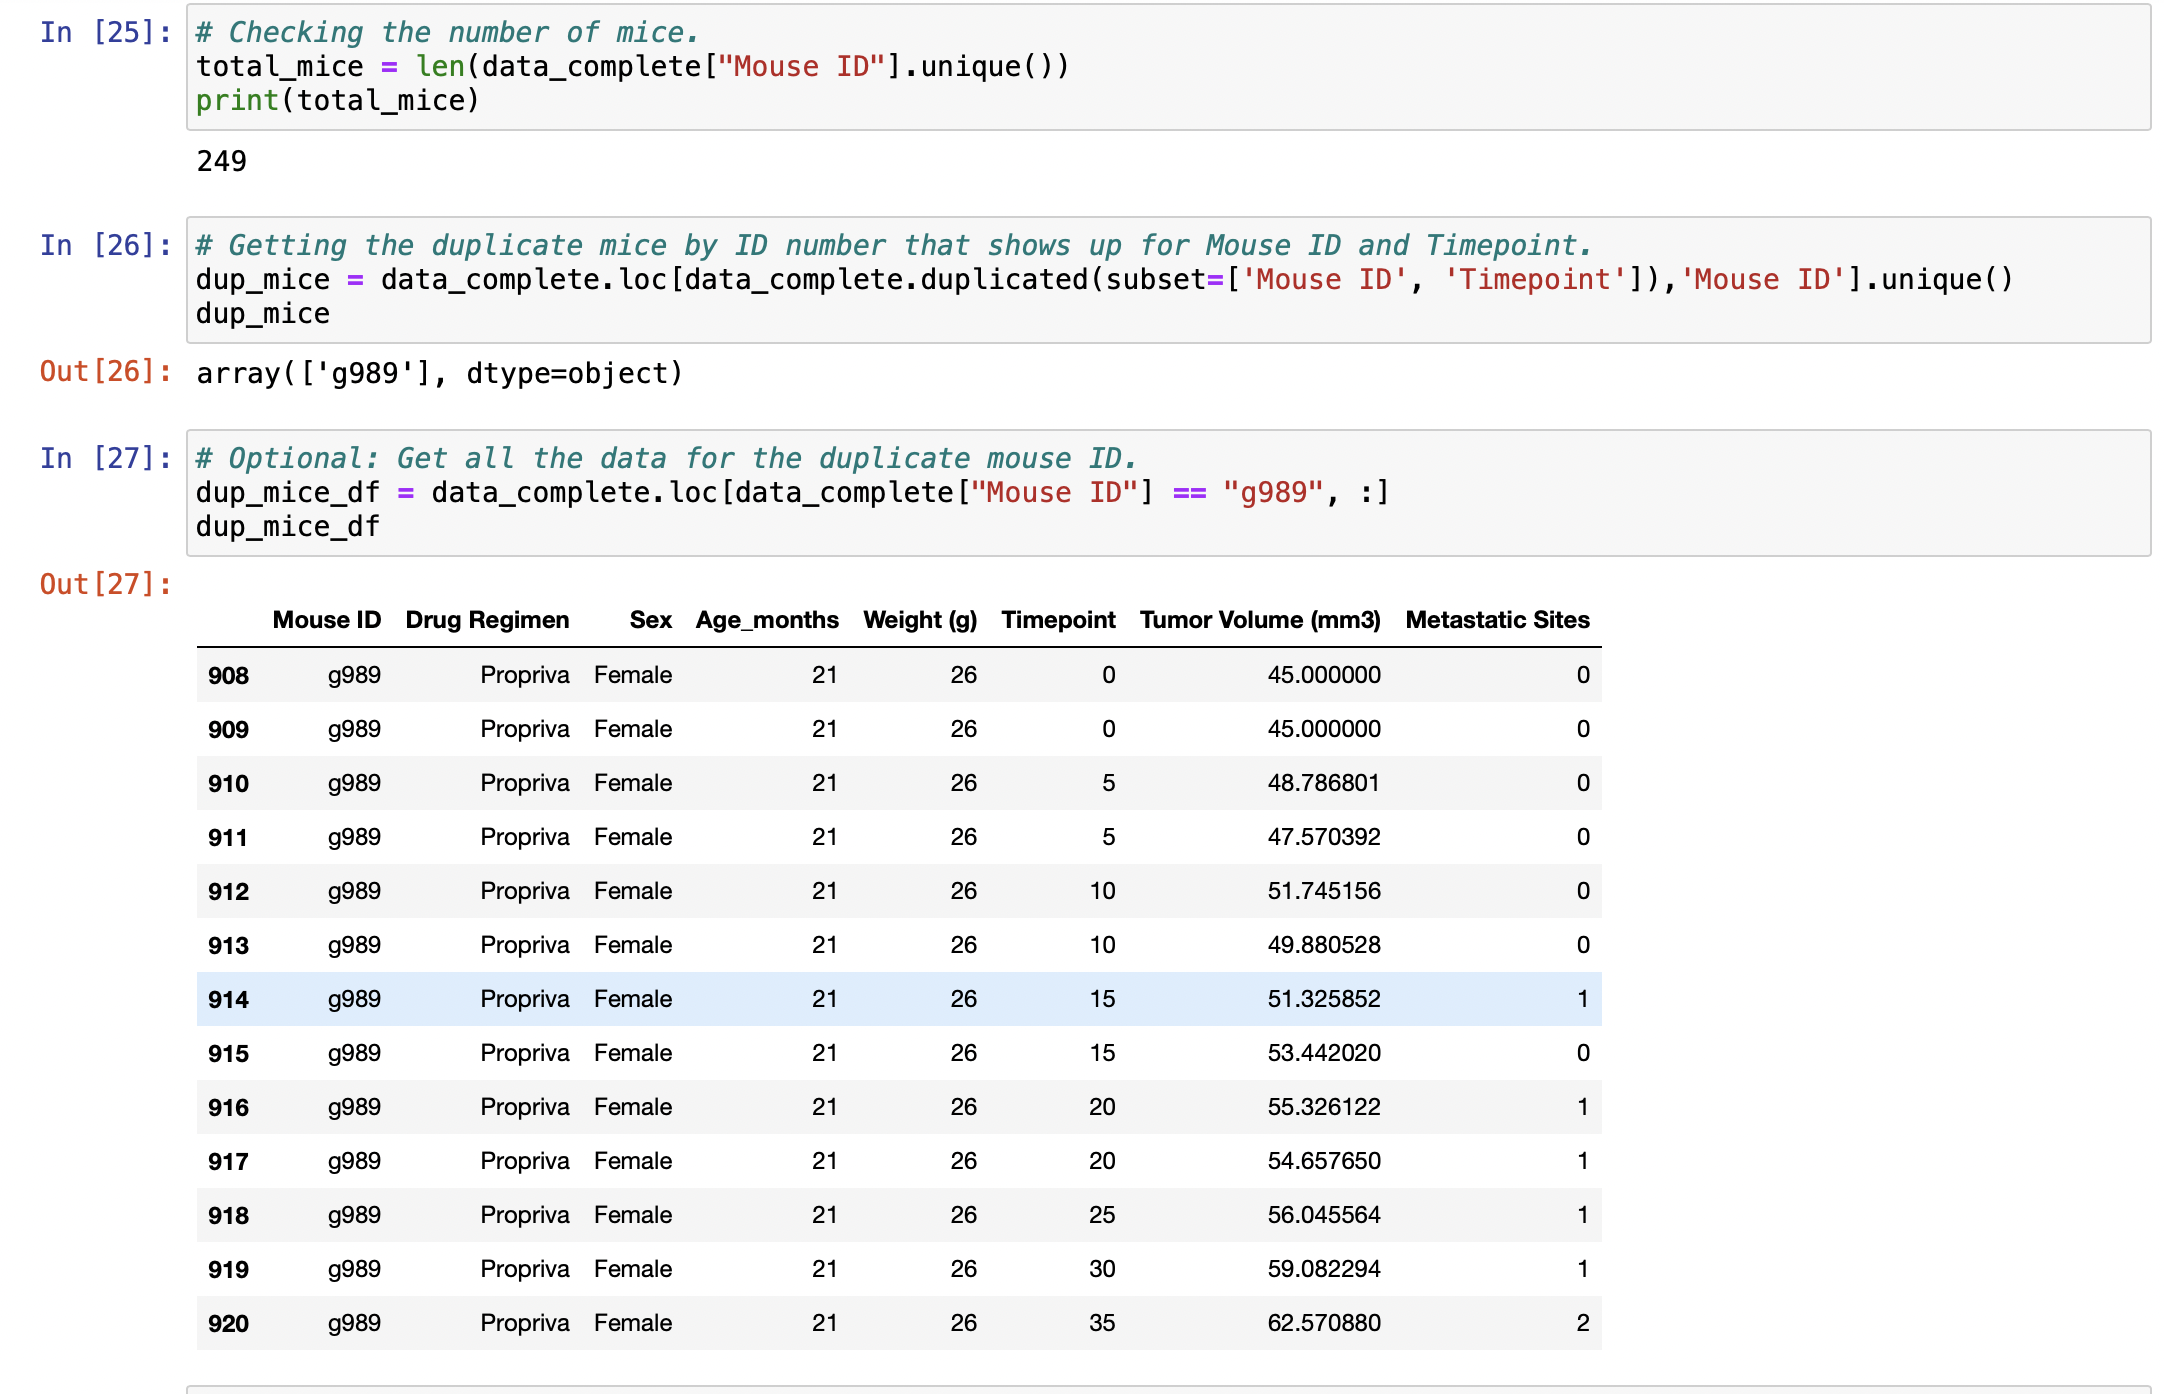 In [25]: # Checking the number of mice.
total_mice = len(data_complete["Mouse ID"].unique())
print(total_mice)
249
In [26]: # Getting the duplicate mice by ID number that shows up for Mouse ID and Timepoint.
dup_mice = data_complete.loc[data_complete.duplicated(subset=['Mouse ID', 'Timepoint']),'Mouse ID'].unique()
dup_mice
Out[26]: array(['g989'], dtype=object)
In [27]: # Optional: Get all the data for the duplicate mouse ID.
dup_mice_df = data_complete.loc[data_complete["Mouse ID"] == "g989", :]
dup_mice_df
Out[27]:
Mouse ID Drug Regimen Sex Age_months Weight (g) Timepoint Tumor Volume (mm3) Metastatic Sites
908 g989 Propriva Female 21 26 0 45.000000 0
909 g989 Propriva Female 21 26 0 45.000000 0
910 g989 Propriva Female 21 26 5 48.786801 0
911 g989 Propriva Female 21 26 5 47.570392 0
912 g989 Propriva Female 21 26 10 51.745156 0
913 g989 Propriva Female 21 26 10 49.880528 0
914 g989 Propriva Female 21 26 15 51.325852 1
915 g989 Propriva Female 21 26 15 53.442020 0
916 g989 Propriva Female 21 26 20 55.326122 1
917 g989 Propriva Female 21 26 20 54.657650 1
918 g989 Propriva Female 21 26 25 56.045564 1
919 g989 Propriva Female 21 26 30 59.082294 1
920 g989 Propriva Female 21 26 35 62.570880 2